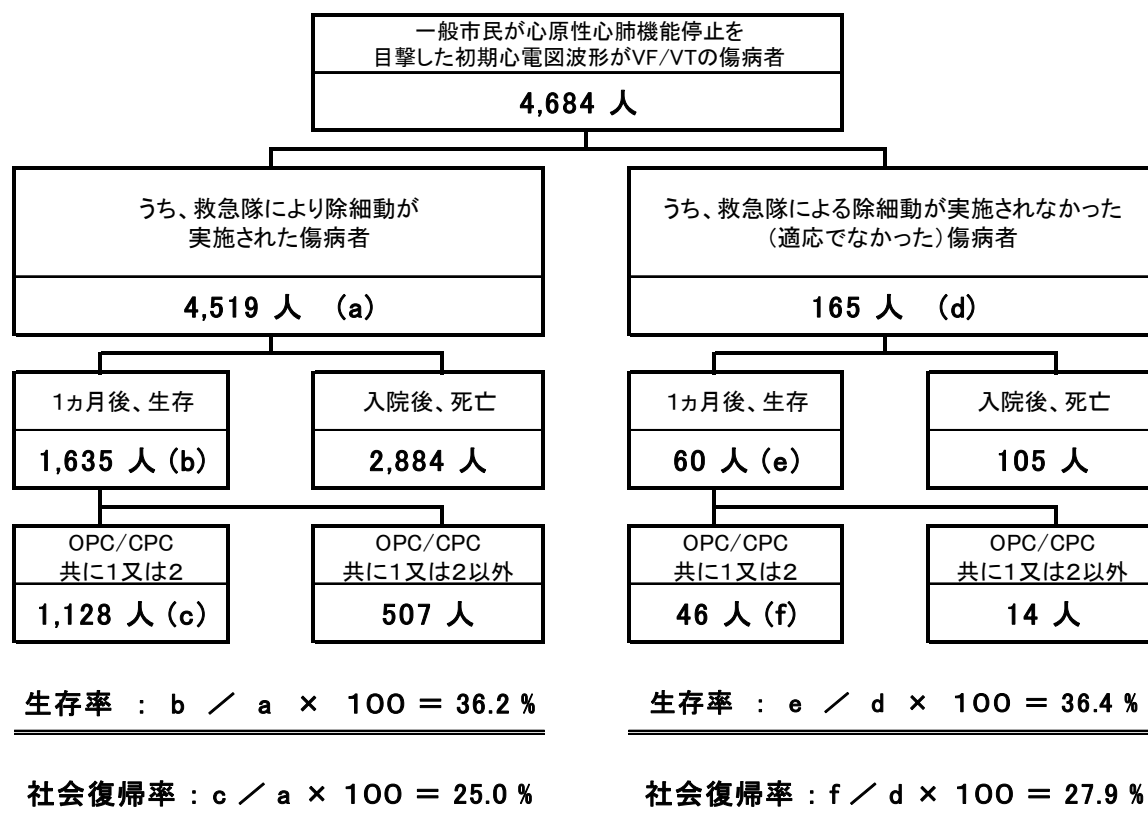 一般市民が心原性心肺機能停止を
目撃した初期心電図波形がVF/VTの傷病者
4,684 人
うち、救急隊により除細動が
実施された傷病者
4,519 人 (a)
うち、救急隊による除細動が実施されなかった
(適応でなかった)傷病者
165 人 (d)
1ヵ月後、生存
1,635 人 (b)
入院後、死亡
2,884 人
1ヵ月後、生存
60 人 (e)
入院後、死亡
105 人
OPC/CPC
共に1又は2
1,128 人 (c)
OPC/CPC
共に1又は2以外
507 人
OPC/CPC
共に1又は2
46 人 (f)
OPC/CPC
共に1又は2以外
14 人
生存率 : b / a × 100 = 36.2 %
生存率 : e / d × 100 = 36.4 %
社会復帰率 : c / a × 100 = 25.0 %
社会復帰率 : f / d × 100 = 27.9 %